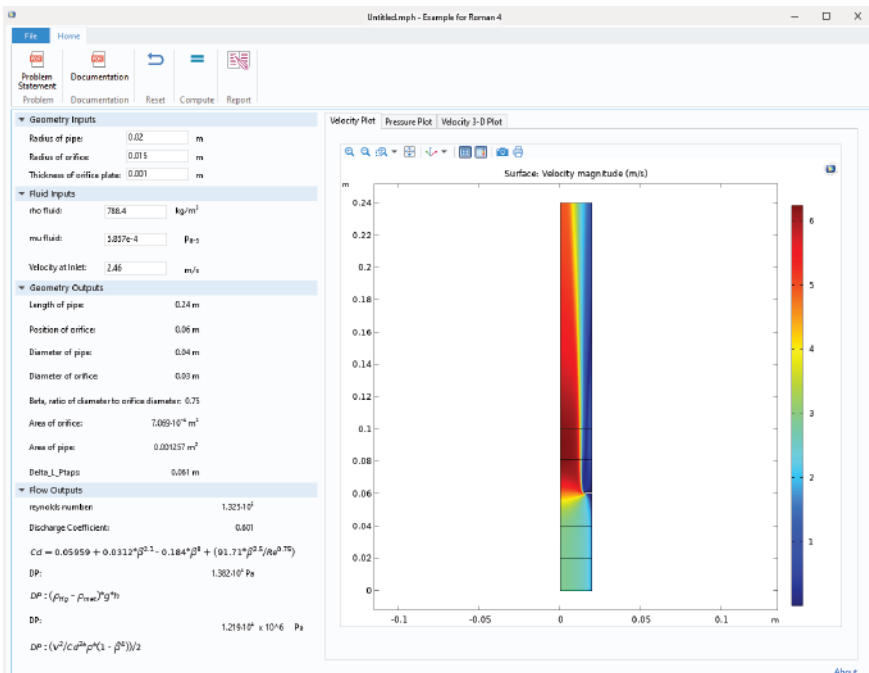 Untitled.mph - Example for Roman 4
File Home
Problem Statement Documentation
Problem Documentation Reset Compute Report
Geometry Inputs
Radius of pipe: 0.02 m
Radius of orifice: 0.015 m
Thickness of orifice plate: 0.001 m
Fluid Inputs
rho fluid: 788.4 kg/m³
mu fluid: 5.857e-4 Pa·s
Velocity at Inlet: 2.46 m/s
Geometry Outputs
Length of pipe: 0.24 m
Position of orifice: 0.06 m
Diameter of pipe: 0.04 m
Diameter of orifice: 0.03 m
Beta, ratio of diameter to orifice diameter: 0.75
Area of orifice: 7.069·10⁻⁴ m²
Area of pipe: 0.001257 m²
Delta_L_Ptaps: 0.061 m
Flow Outputs
reynolds number: 1.325·10⁵
Discharge Coefficient: 0.601
Cd = 0.05959 + 0.0312*β^2.1 - 0.184*β^8 + (91.71*β^2.5/Re^0.75)
DP: 1.382·10⁴ Pa
DP : (ρHg - ρmet)*g*h
DP:
1.219·10⁴ x 10^6 Pa
DP : (V²/Cd²*ρ*(1 - β⁴))/2
Velocity Plot Pressure Plot Velocity 3-D Plot
Surface: Velocity magnitude (m/s)
m
0.24
0.22
0.2
0.18
0.16
0.14
0.12
0.1
0.08
0.06
0.04
0.02
0
-0.1 -0.05 0 0.05 0.1 m
6
5
4
3
2
1
About